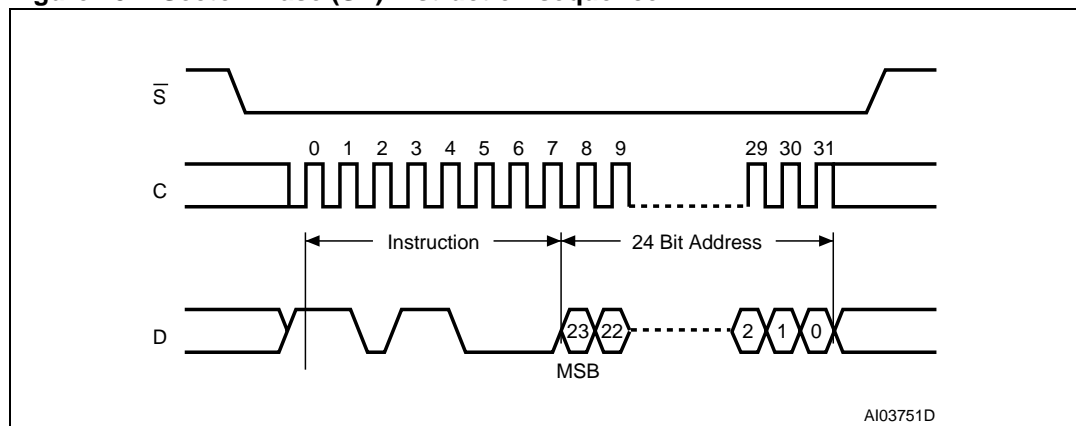 S
0 1 2 3 4 5 6 7 8 9 29 30 31
C
Instruction 24 Bit Address
D 23 22 2 1 0
MSB
AI03751D